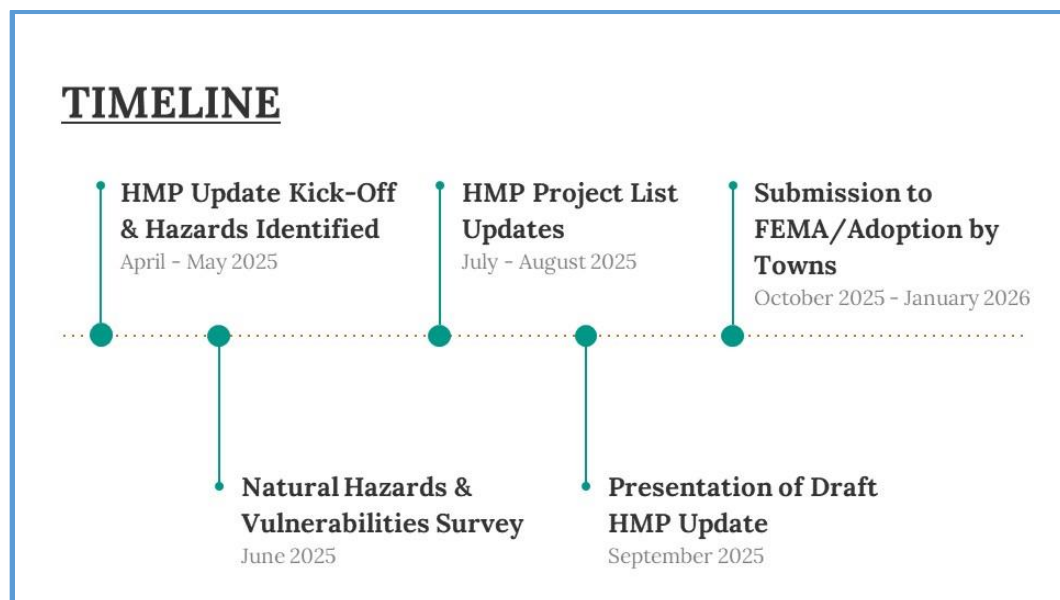 TIMELINE
HMP Update Kick-Off
& Hazards Identified
April - May 2025
HMP Project List
Updates
July - August 2025
Submission to
FEMA/Adoption by
Towns
October 2025 - January 2026
Natural Hazards &
Vulnerabilities Survey
June 2025
Presentation of Draft
HMP Update
September 2025